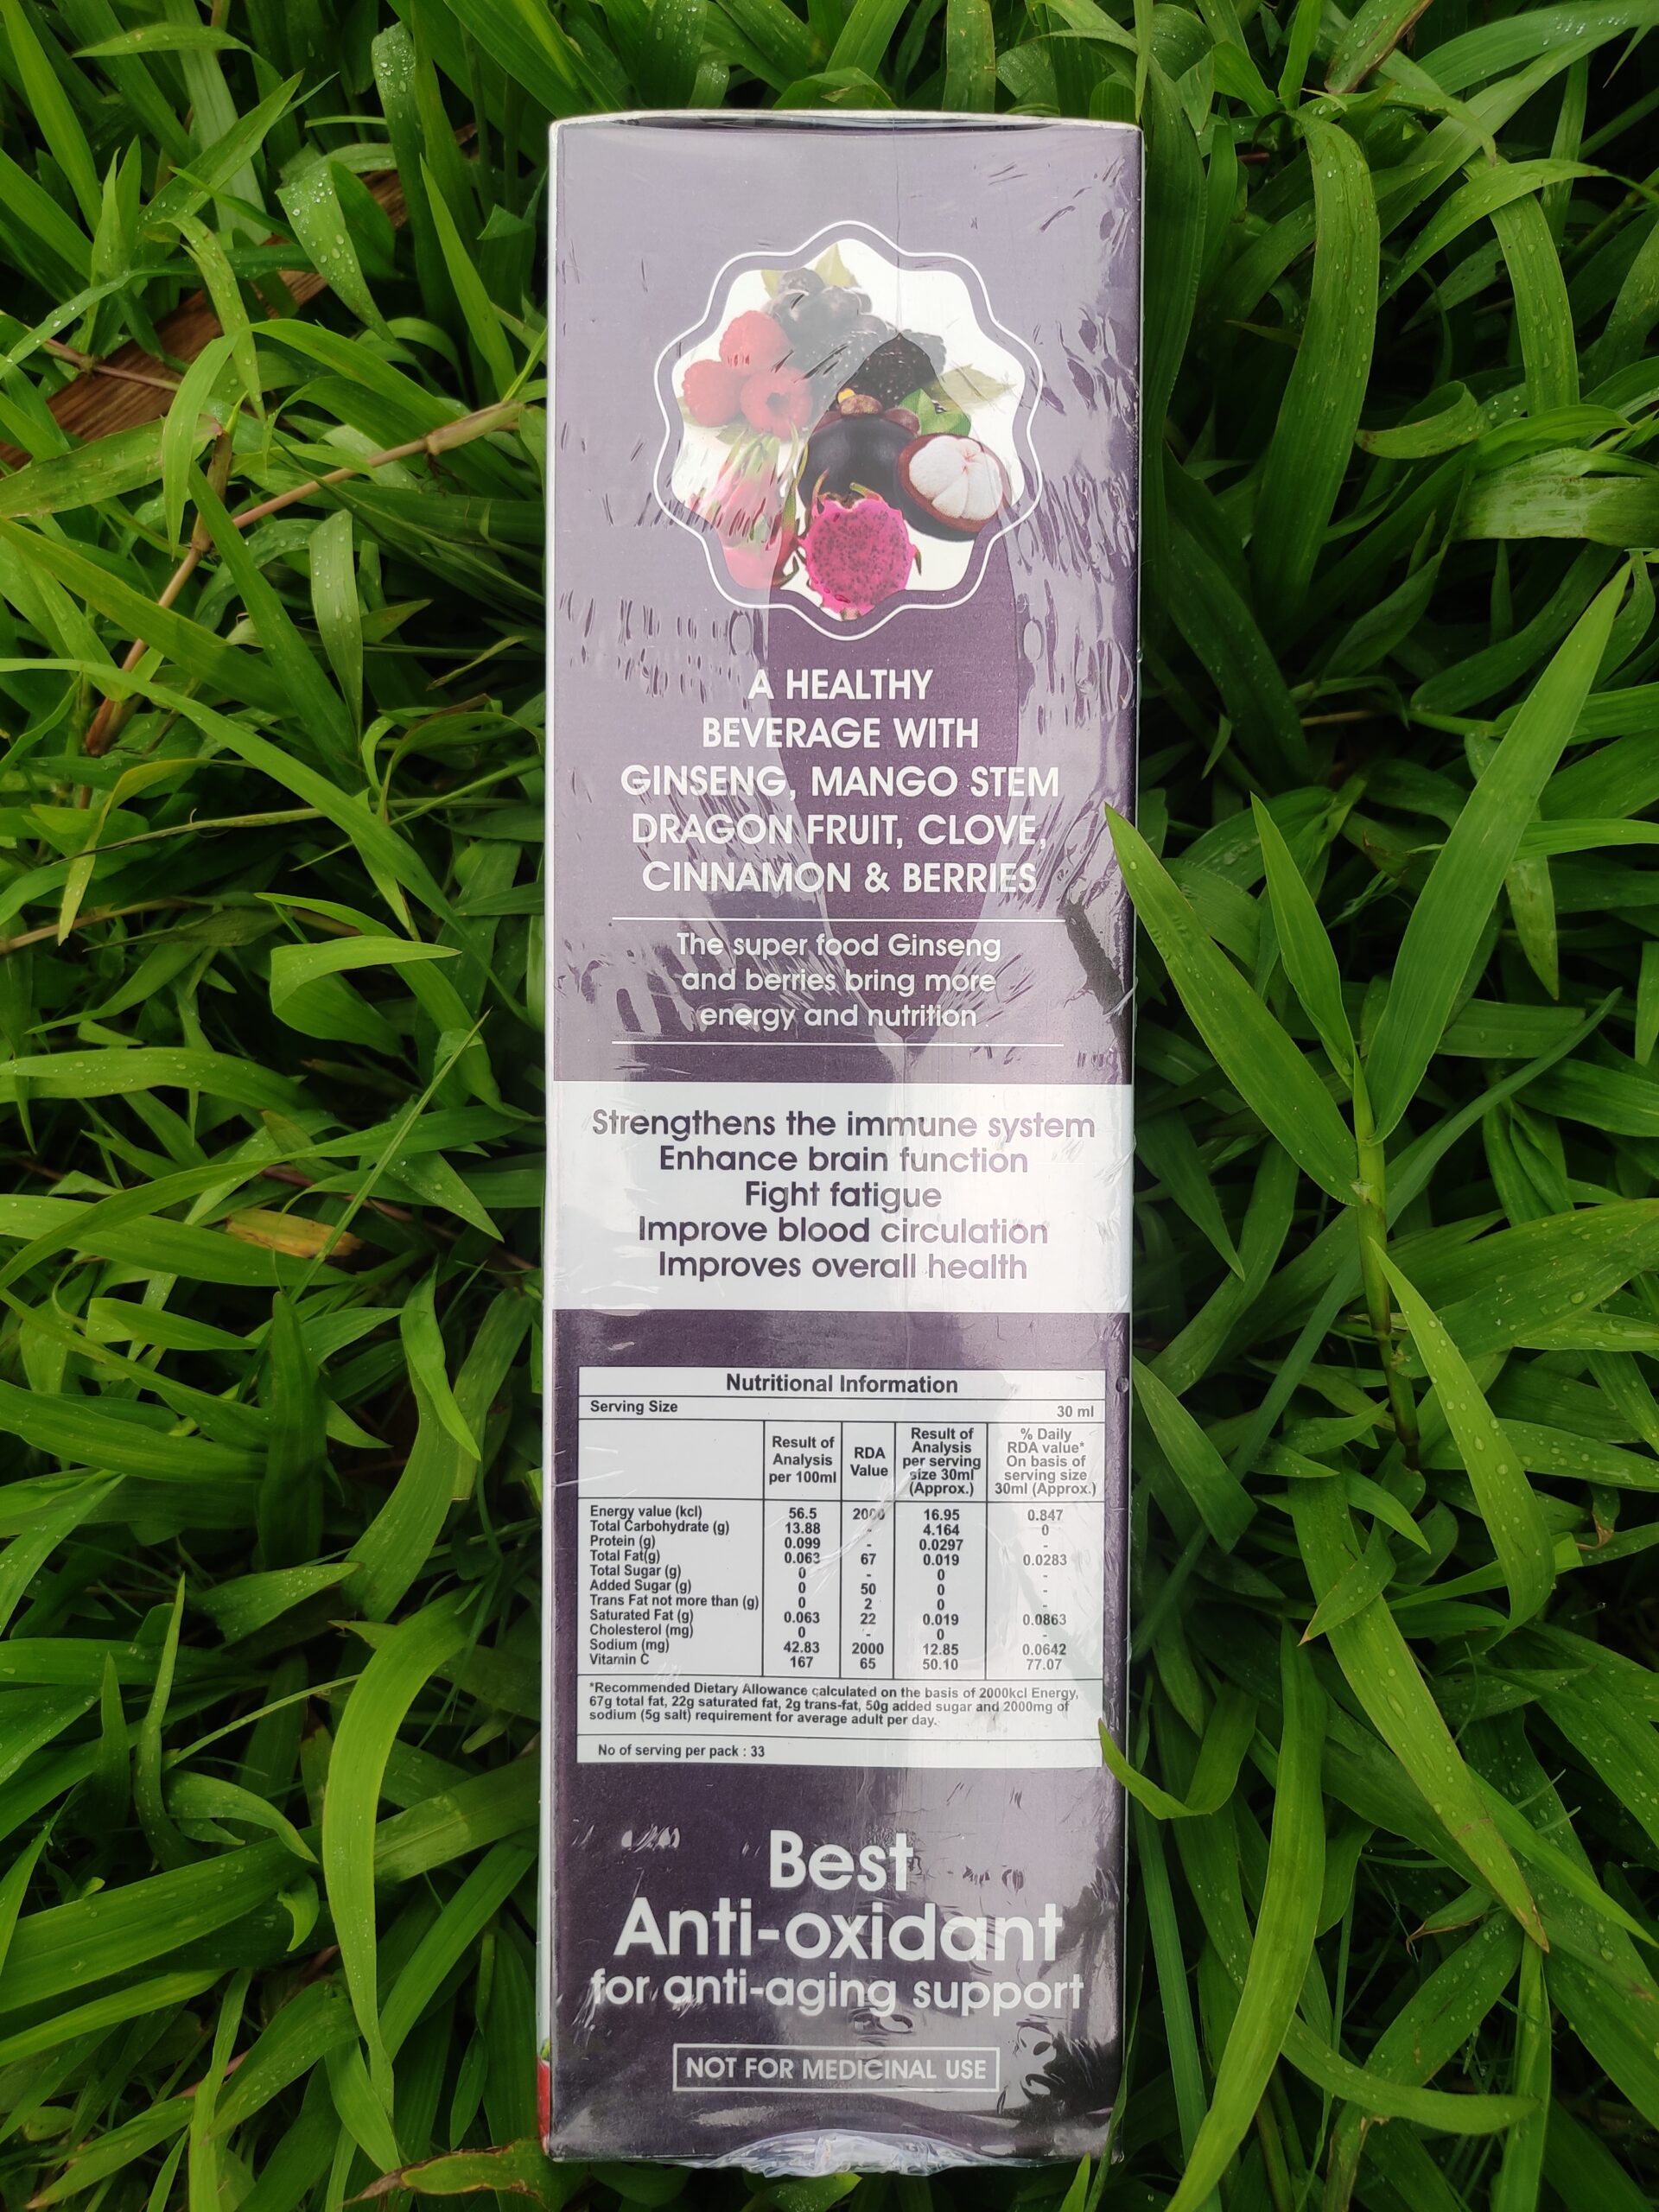 A HEALTHY
BEVERAGE WITH
GINSENG, MANGO STEM
DRAGON FRUIT, CLOVE,
CINNAMON & BERRIES
The super food Ginseng
and berries bring more
energy and nutrition
Strengthens the immune system
Enhance brain function
Fight fatigue
Improve blood circulation
Improves overall health
Nutritional Information
Serving Size 30 ml
Result of Analysis per 100ml RDA Value Result of Analysis per serving size 30ml (Approx.) % Daily RDA value* On basis of serving size 30ml (Approx.)
Energy value (kcl) 56.5 2000 16.95 0.847
Total Carbohydrate (g) 13.88 - 4.164 0
Protein (g) 0.099 - 0.0297 -
Total Fat(g) 0.063 67 0.019 0.0283
Total Sugar (g) 0 - 0 -
Added Sugar (g) 0 50 0 -
Trans Fat not more than (g) 0 2 0 -
Saturated Fat (g) 0.063 22 0.019 0.0863
Cholesterol (mg) 0 - 0 -
Sodium (mg) 42.83 2000 12.85 0.0642
Vitamin C 167 65 50.10 77.07
*Recommended Dietary Allowance calculated on the basis of 2000kcl Energy,
67g total fat, 22g saturated fat, 2g trans-fat, 50g added sugar and 2000mg of
sodium (5g salt) requirement for average adult per day.
No of serving per pack : 33
Best
Anti-oxidant
for anti-aging support
NOT FOR MEDICINAL USE